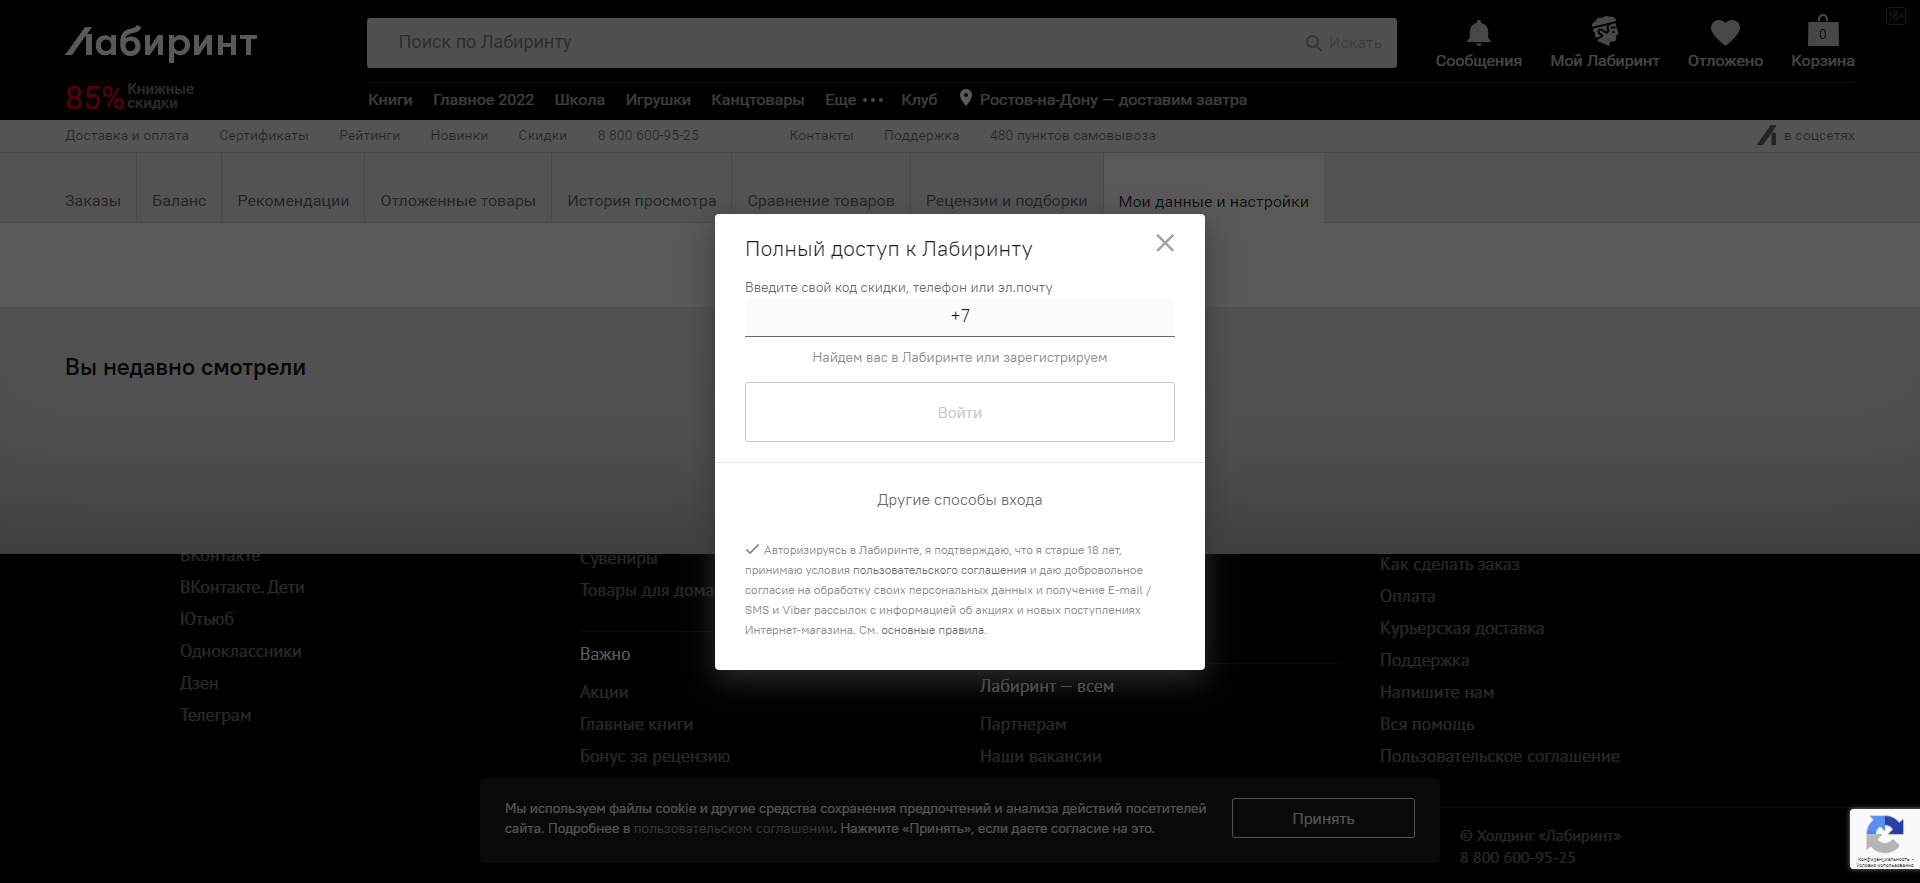 Лабиринт
Поиск по Лабиринту
Искать
Сообщения
Мой Лабиринт
Отложено
0
Корзина
18+
85% Книжные скидки
Книги Главное 2022 Школа Игрушки Канцтовары Еще ••• Клуб Ростов-на-Дону — доставим завтра
Доставка и оплата Сертификаты Рейтинги Новинки Скидки 8 800 600-95-25 Контакты Поддержка 480 пунктов самовывоза в соцсетях
Заказы Баланс Рекомендации Отложенные товары История просмотра Сравнение товаров Рецензии и подборки Мои данные и настройки
Полный доступ к Лабиринту
Введите свой код скидки, телефон или эл.почту
+7
Найдем вас в Лабиринте или зарегистрируем
Войти
Другие способы входа
Авторизируясь в Лабиринте, я подтверждаю, что я старше 18 лет,
принимаю условия пользовательского соглашения и даю добровольное
согласие на обработку своих персональных данных и получение E-mail /
SMS и Viber рассылок с информацией об акциях и новых поступлениях
Интернет-магазина. См. основные правила.
Вы недавно смотрели
ВКонтакте
ВКонтакте. Дети
Ютьюб
Одноклассники
Дзен
Телеграм
Сувениры
Товары для дома
Важно
Акции
Главные книги
Бонус за рецензию
Лабиринт — всем
Партнерам
Наши вакансии
Как сделать заказ
Оплата
Курьерская доставка
Поддержка
Напишите нам
Вся помощь
Пользовательское соглашение
Мы используем файлы cookie и другие средства сохранения предпочтений и анализа действий посетителей
сайта. Подробнее в пользовательском соглашении. Нажмите «Принять», если даете согласие на это.
Принять
© Холдинг «Лабиринт»
8 800 600-95-25
Конфиденциальность -
Условия использования